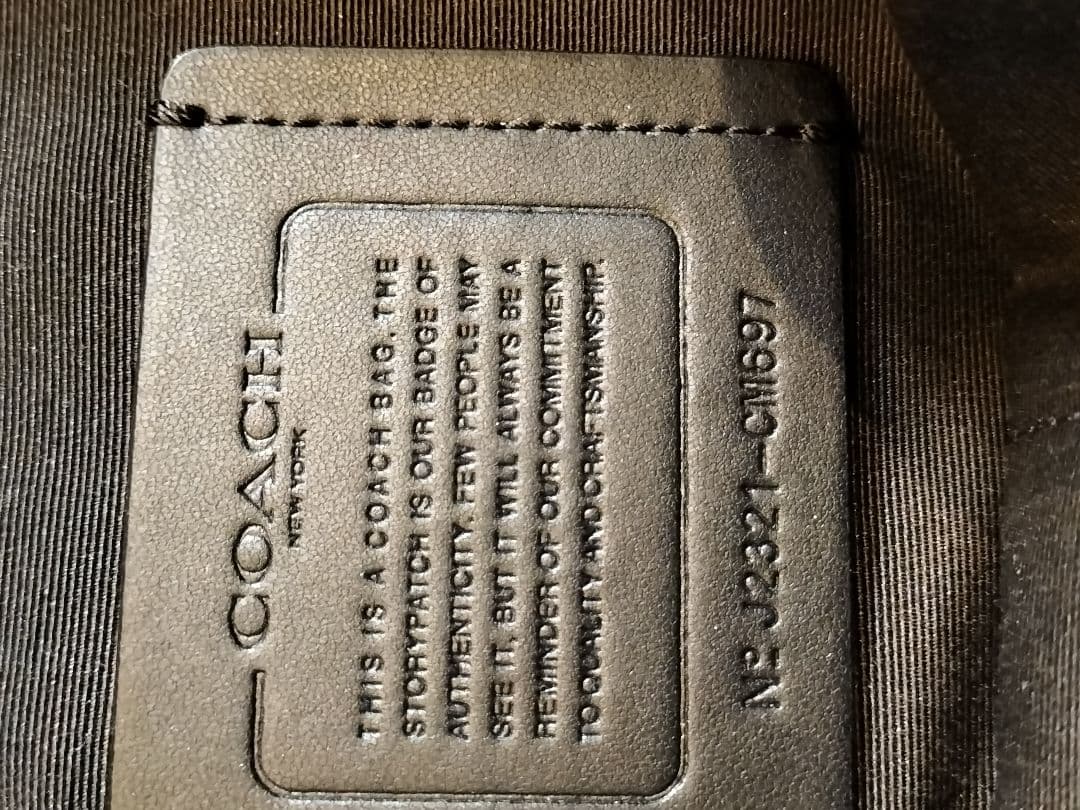 COACH
NEW YORK
THIS IS A COACH BAG. THE
STORYPATCH IS OUR BADGE OF
AUTHENTICITY. FEW PEOPLE MAY
SEE IT. BUT IT WILL ALWAYS BE A
REMINDER OF OUR COMMITMENT
TO QUALITY AND CRAFTSMANSHIP.
Nº J2321-CM697